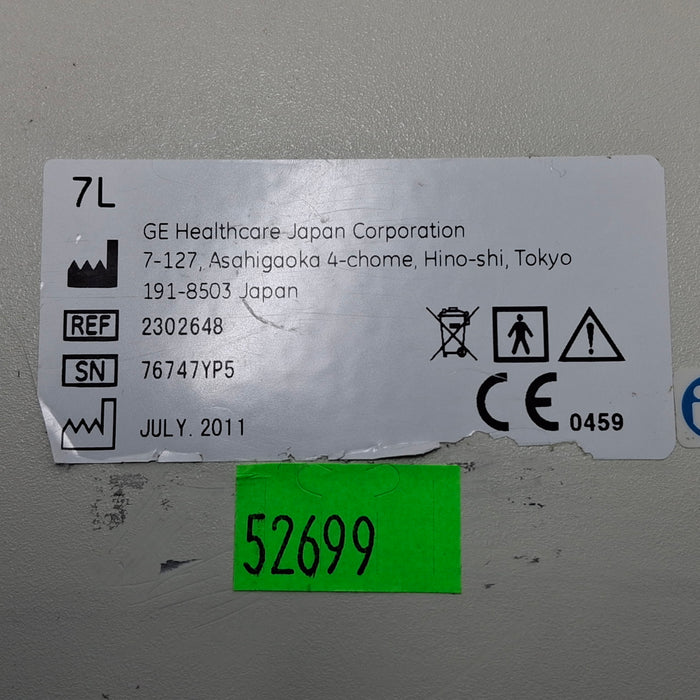 7L
GE Healthcare Japan Corporation
7-127, Asahigaoka 4-chome, Hino-shi, Tokyo
191-8503 Japan
REF 2302648
SN 76747YP5
JULY. 2011
CE 0459
52699